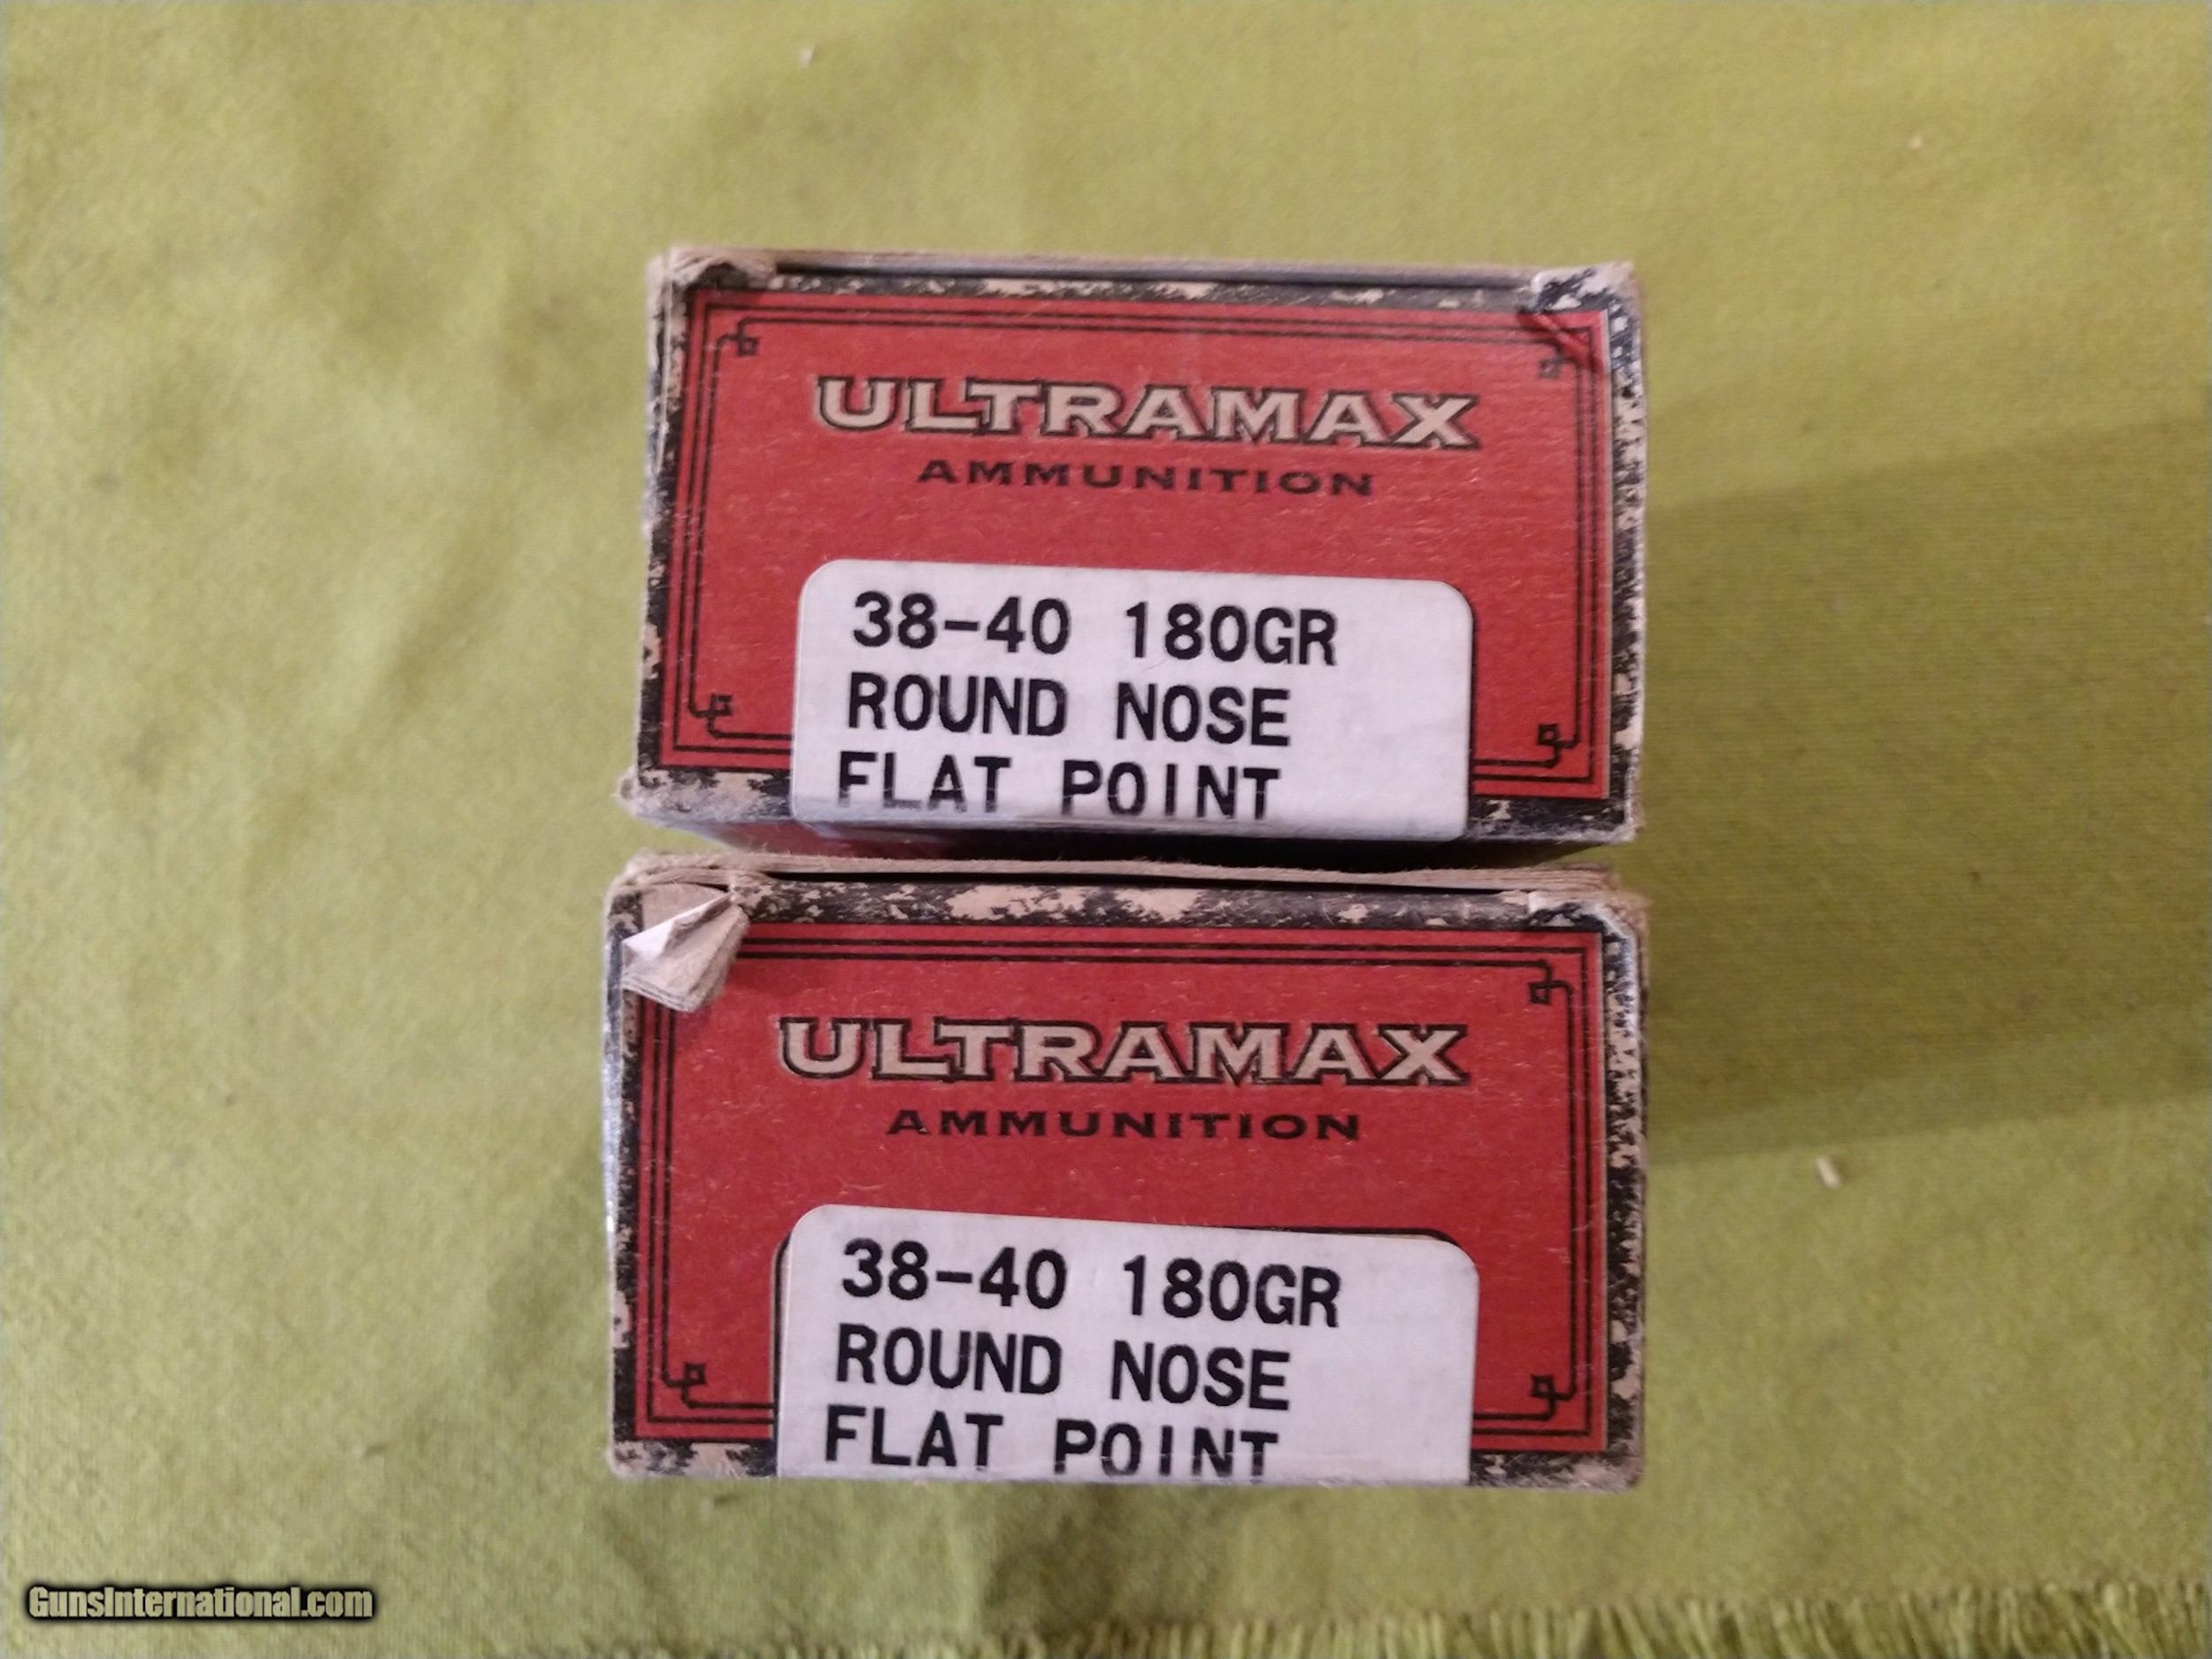 ULTRAMAX
AMMUNITION
38-40 180GR
ROUND NOSE
FLAT POINT
ULTRAMAX
AMMUNITION
38-40 180GR
ROUND NOSE
FLAT POINT
GunsInternational.com